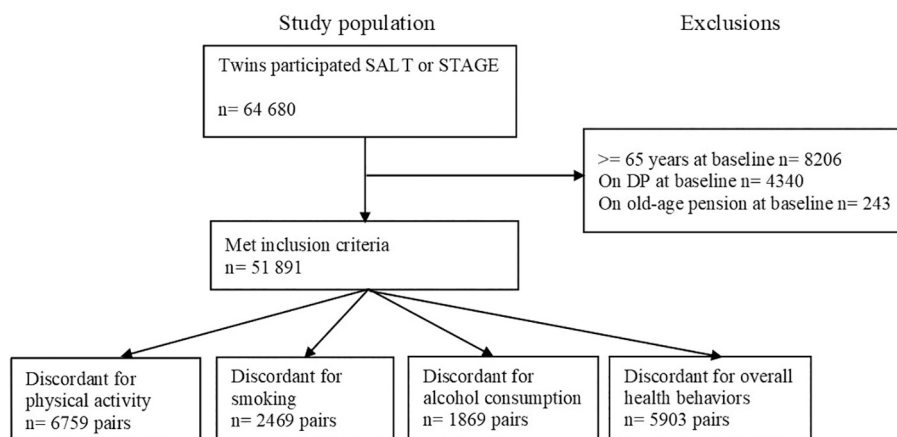 Study population
Exclusions
Twins participated SALT or STAGE
n= 64 680
>= 65 years at baseline n= 8206
On DP at baseline n= 4340
On old-age pension at baseline n= 243
Met inclusion criteria
n= 51 891
Discordant for
physical activity
n= 6759 pairs
Discordant for
smoking
n= 2469 pairs
Discordant for
alcohol consumption
n= 1869 pairs
Discordant for overall
health behaviors
n= 5903 pairs